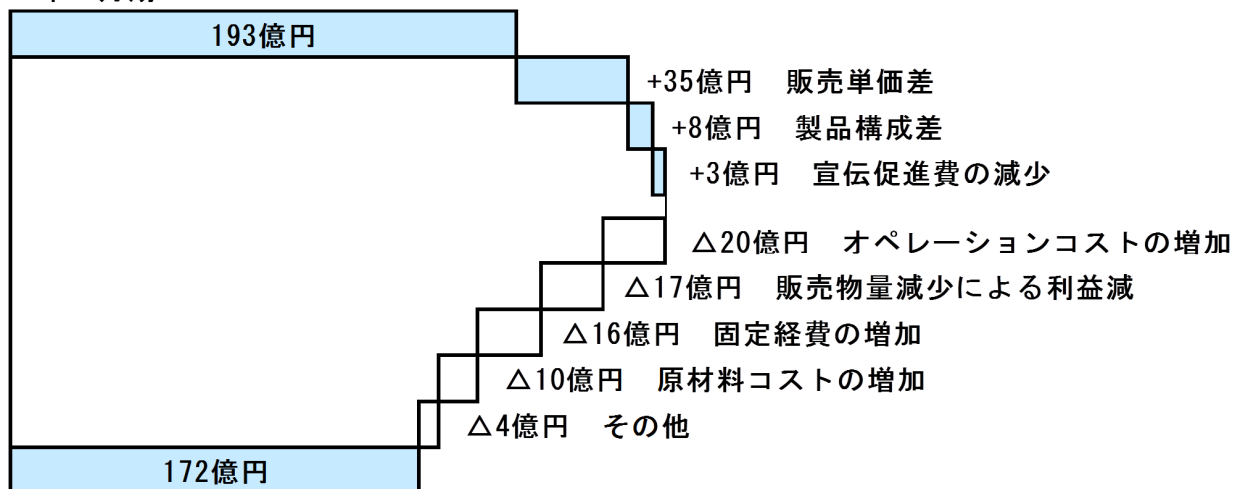 193億円
+35億円 販売単価差
+8億円 製品構成差
+3億円 宣伝促進費の減少
△20億円 オペレーションコストの増加
△17億円 販売物量減少による利益減
△16億円 固定経費の増加
△10億円 原材料コストの増加
△4億円 その他
172億円